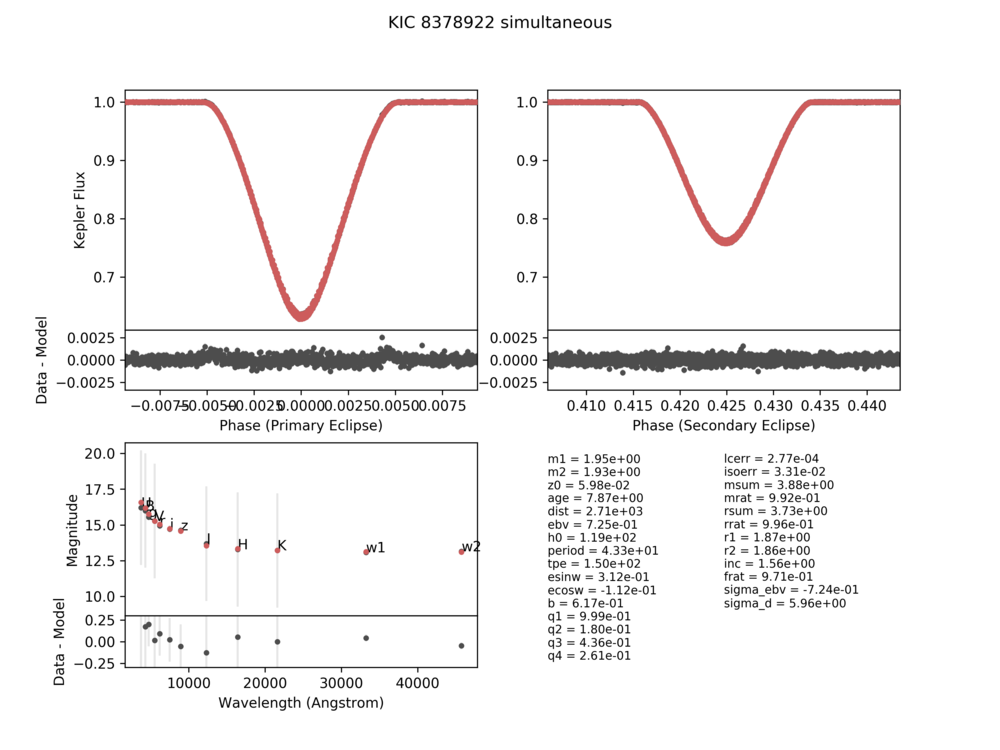 KIC 8378922 simultaneous
1.0
0.9
0.8
0.7
Kepler Flux
1.0
0.9
0.8
0.7
0.0025
0.0000
−0.0025
Data - Model
0.0025
0.0000
−0.0025
−0.0075 −0.0050 −0.0025 0.0000 0.0025 0.0050 0.0075
Phase (Primary Eclipse)
0.410 0.415 0.420 0.425 0.430 0.435 0.440
Phase (Secondary Eclipse)
20.0
17.5
15.0
12.5
10.0
Magnitude
V i z
J H K w1 w2
0.25
0.00
−0.25
Data - Model
10000 20000 30000 40000
Wavelength (Angstrom)
m1 = 1.95e+00
m2 = 1.93e+00
z0 = 5.98e-02
age = 7.87e+00
dist = 2.71e+03
ebv = 7.25e-01
h0 = 1.19e+02
period = 4.33e+01
tpe = 1.50e+02
esinw = 3.12e-01
ecosw = -1.12e-01
b = 6.17e-01
q1 = 9.99e-01
q2 = 1.80e-01
q3 = 4.36e-01
q4 = 2.61e-01
lcerr = 2.77e-04
isoerr = 3.31e-02
msum = 3.88e+00
mrat = 9.92e-01
rsum = 3.73e+00
rrat = 9.96e-01
r1 = 1.87e+00
r2 = 1.86e+00
inc = 1.56e+00
frat = 9.71e-01
sigma_ebv = -7.24e-01
sigma_d = 5.96e+00